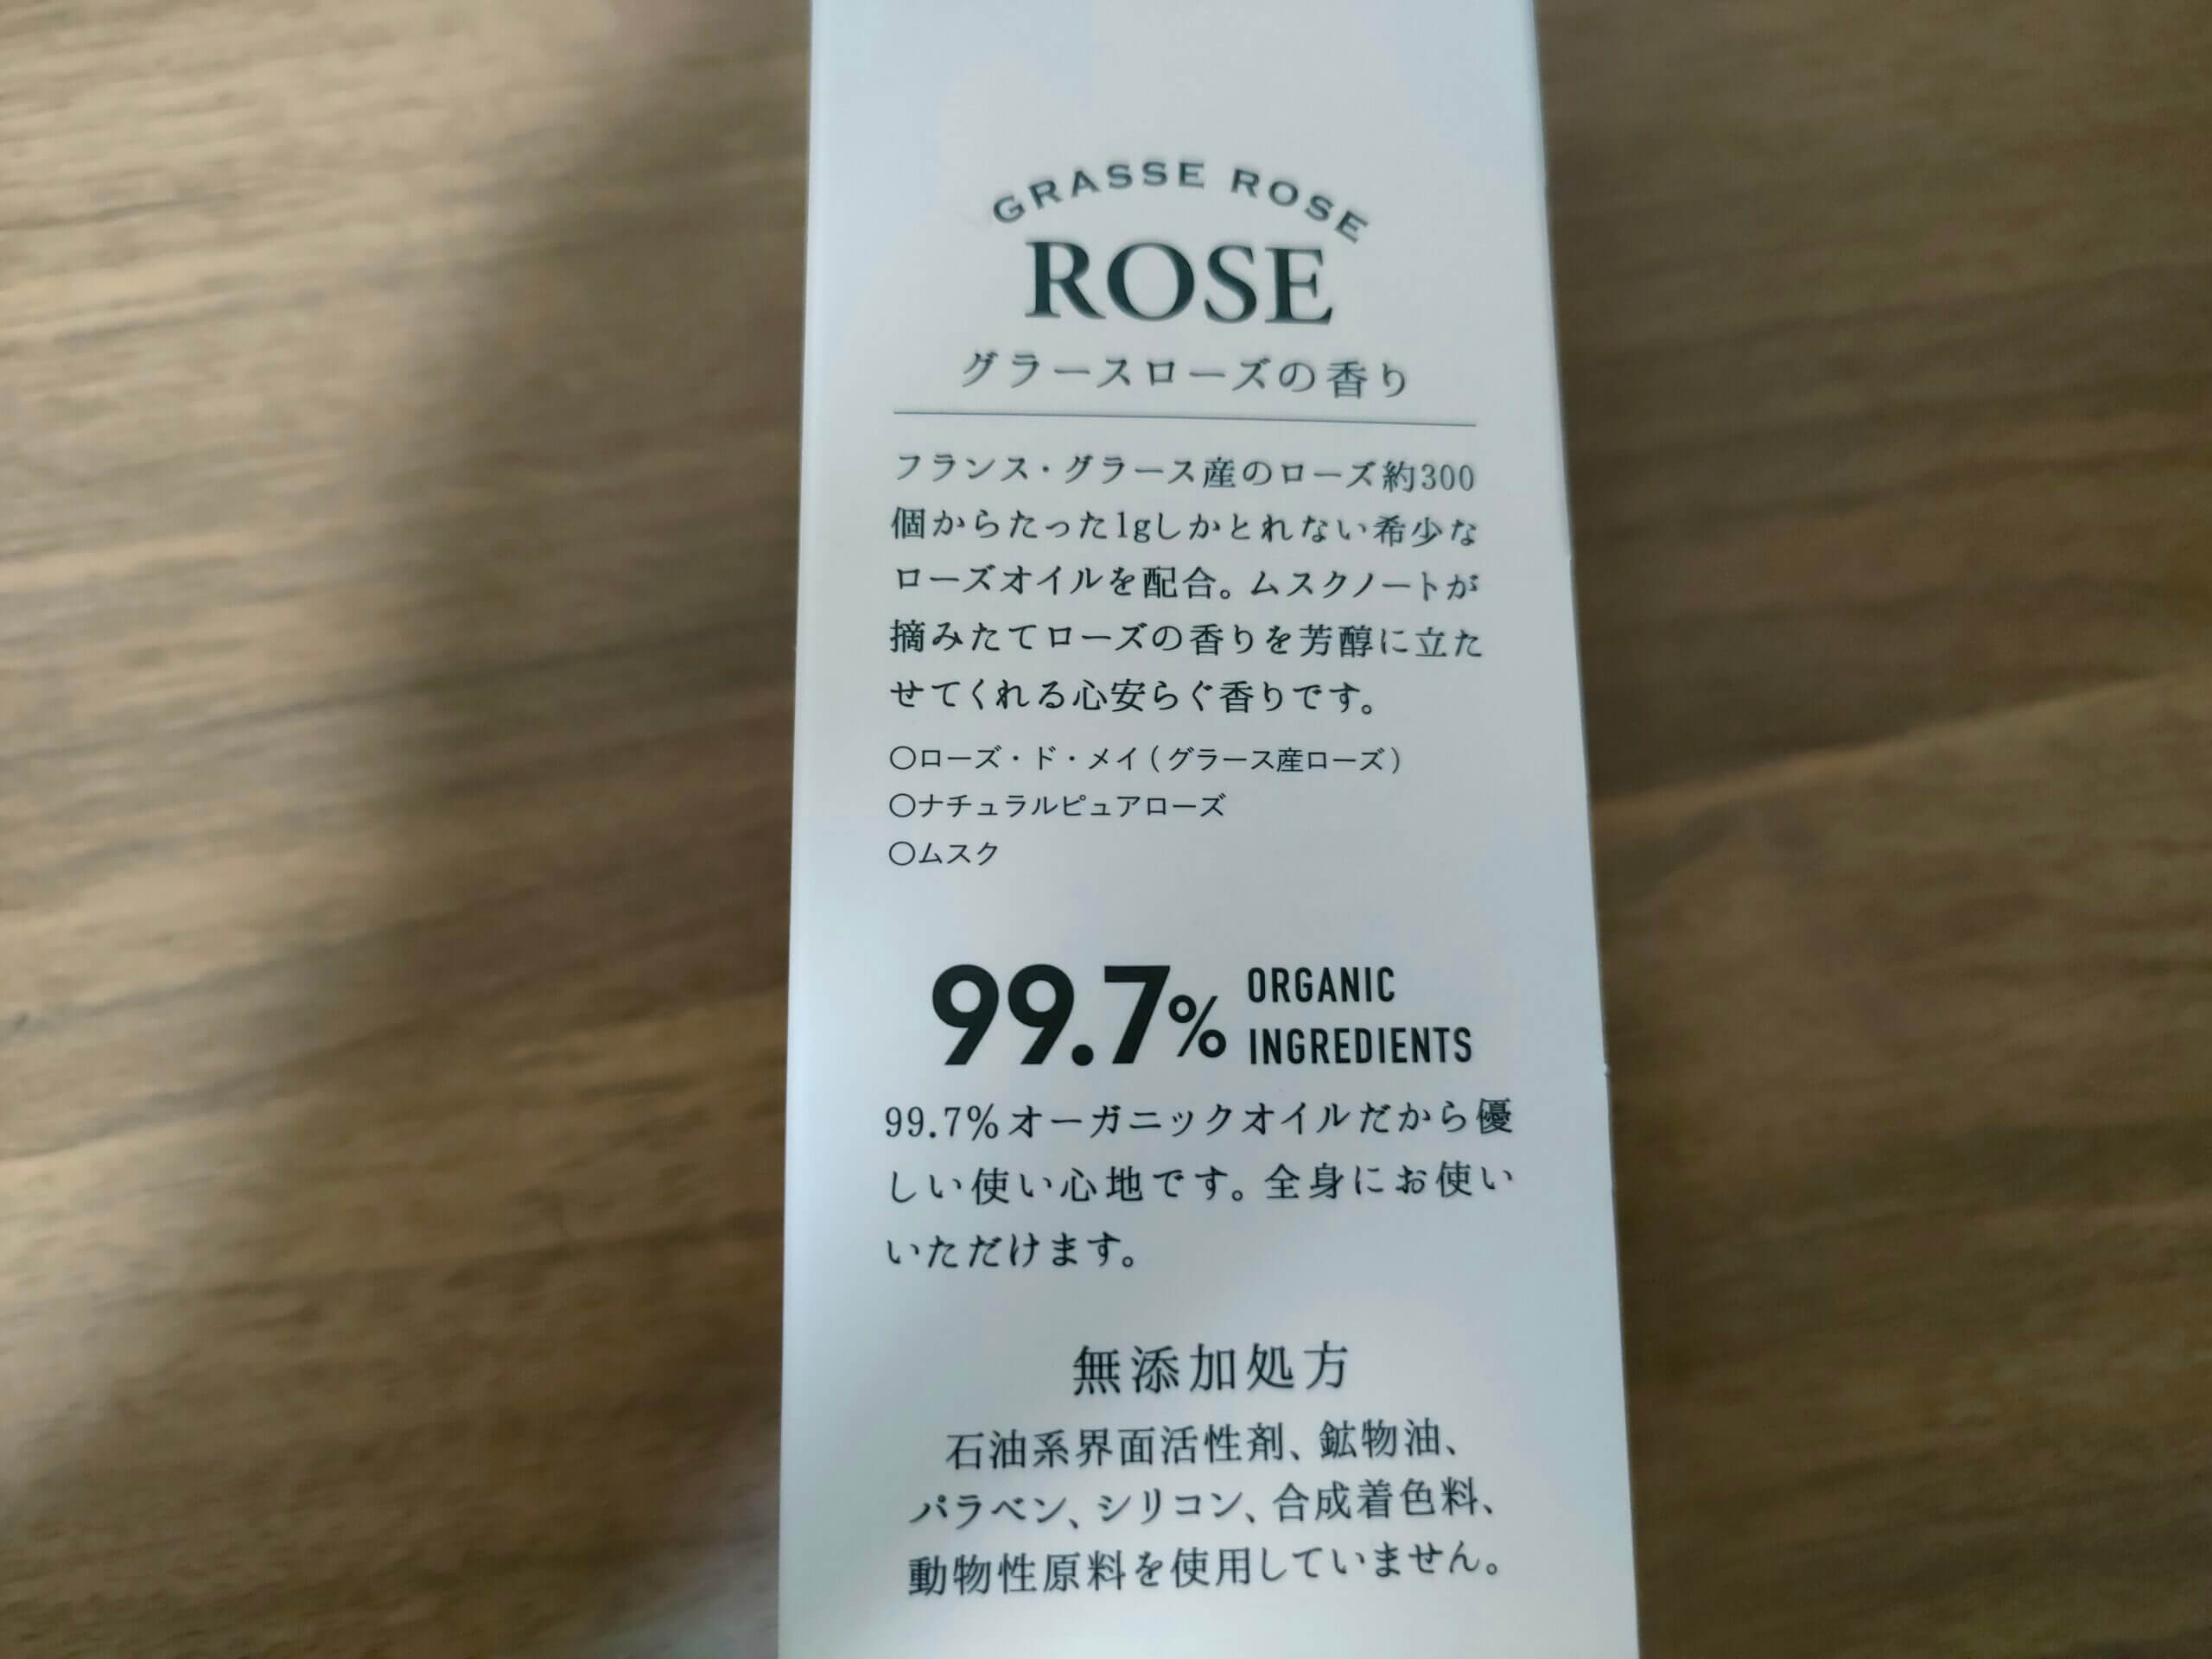 GRASSE ROSE
ROSE
グラースローズの香り
フランス・グラース産のローズ約300
個からたった1gしかとれない希少な
ローズオイルを配合。ムスクノートが
摘みたてローズの香りを芳醇に立た
せてくれる心安らぐ香りです。
○ローズ・ド・メイ(グラース産ローズ)
○ナチュラルピュアローズ
○ムスク
99.7% ORGANIC
INGREDIENTS
99.7%オーガニックオイルだから優
しい使い心地です。全身にお使い
いただけます。
無添加処方
石油系界面活性剤、鉱物油、
パラベン、シリコン、合成着色料、
動物性原料を使用していません。